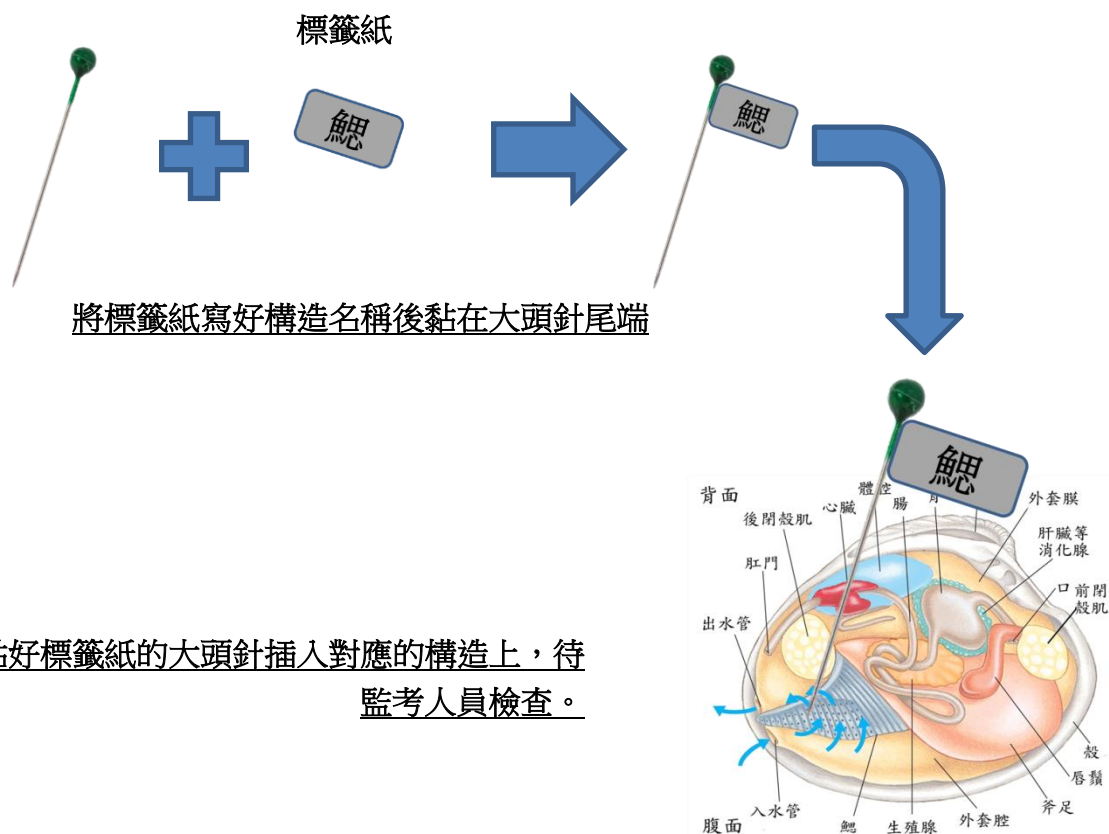 標籤紙
鰓
鰓
將標籤紙寫好構造名稱後黏在大頭針尾端
鰓
背面
體腔
心臟
腸
外套膜
後閉殼肌
肝臟等
消化腺
肛門
口
前閉
殼肌
出水管
好標籤紙的大頭針插入對應的構造上，待
監考人員檢查。
殼
唇鬚
斧足
入水管
鰓
生殖腺
外套腔
腹面